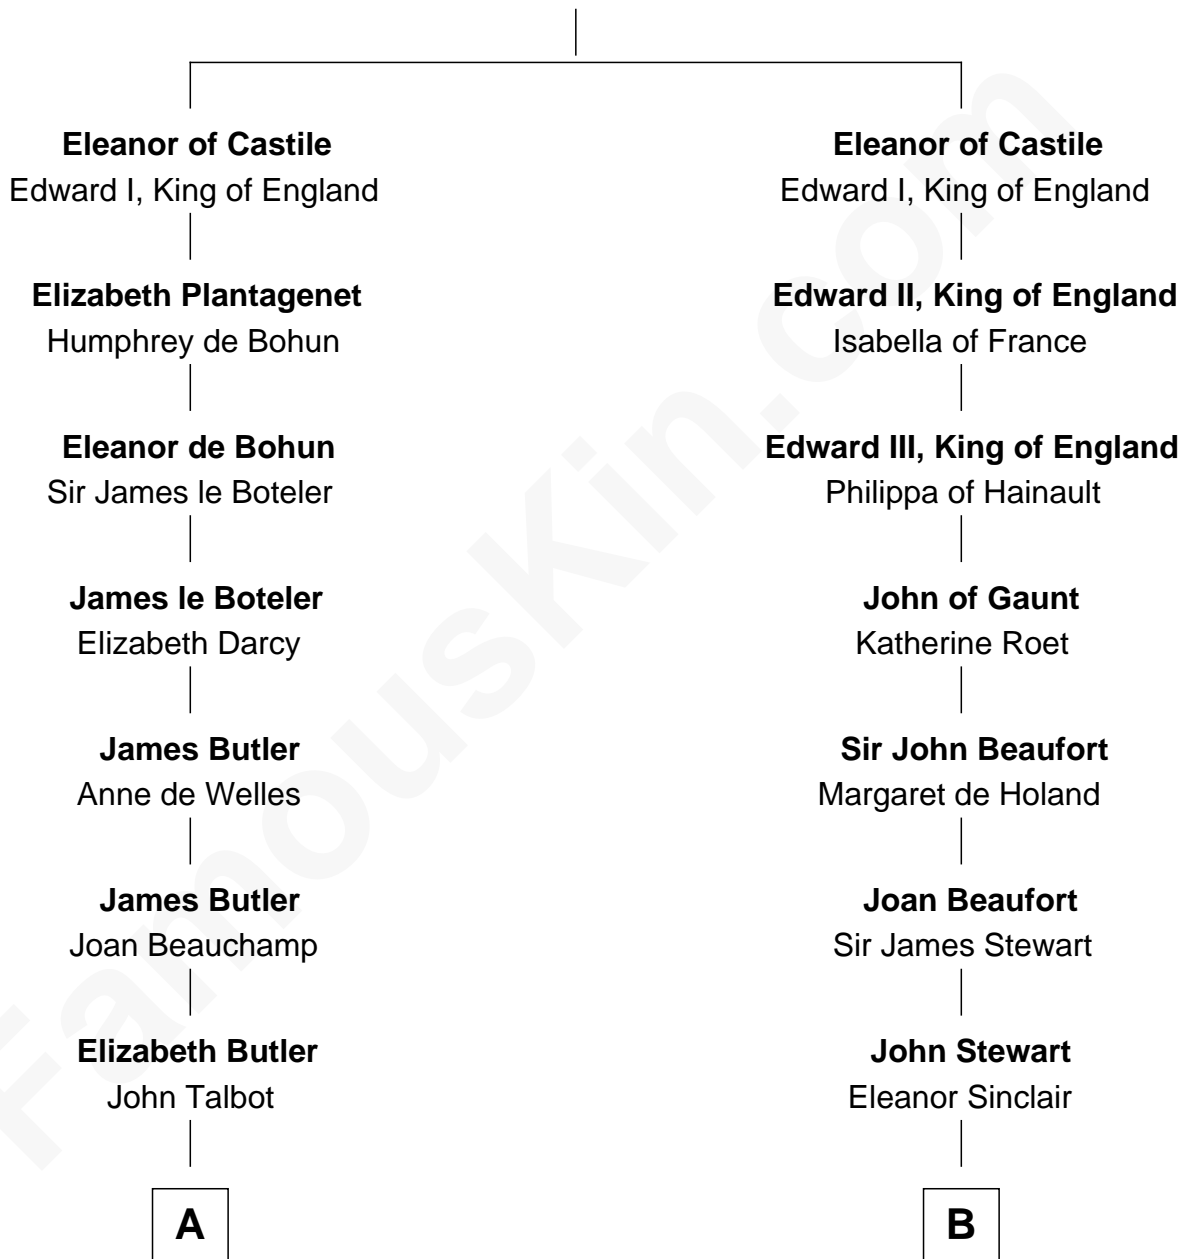 Eleanor of Castile
Edward I, King of England
Elizabeth Plantagenet
Humphrey de Bohun
Eleanor de Bohun
Sir James le Boteler
James le Boteler
Elizabeth Darcy
James Butler
Anne de Welles
James Butler
Joan Beauchamp
Elizabeth Butler
John Talbot
A
Eleanor of Castile
Edward I, King of England
Edward II, King of England
Isabella of France
Edward III, King of England
Philippa of Hainault
John of Gaunt
Katherine Roet
Sir John Beaufort
Margaret de Holand
Joan Beaufort
Sir James Stewart
John Stewart
Eleanor Sinclair
B
FamousKin.com